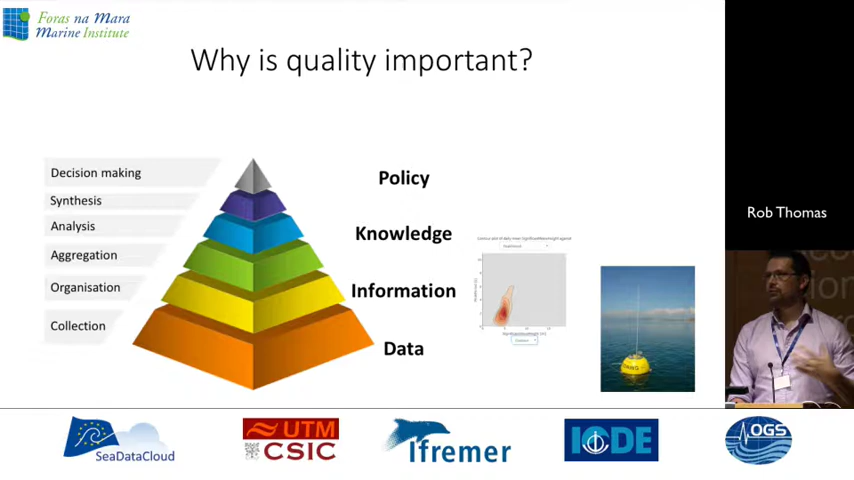 Foras na Mara
Marine Institute
Why is quality important?
Decision making
Synthesis
Analysis
Aggregation
Organisation
Collection
Policy
Knowledge
Information
Data
Rob Thomas
SeaDataCloud
UTM
CSIC
Ifremer
IODE
OGS